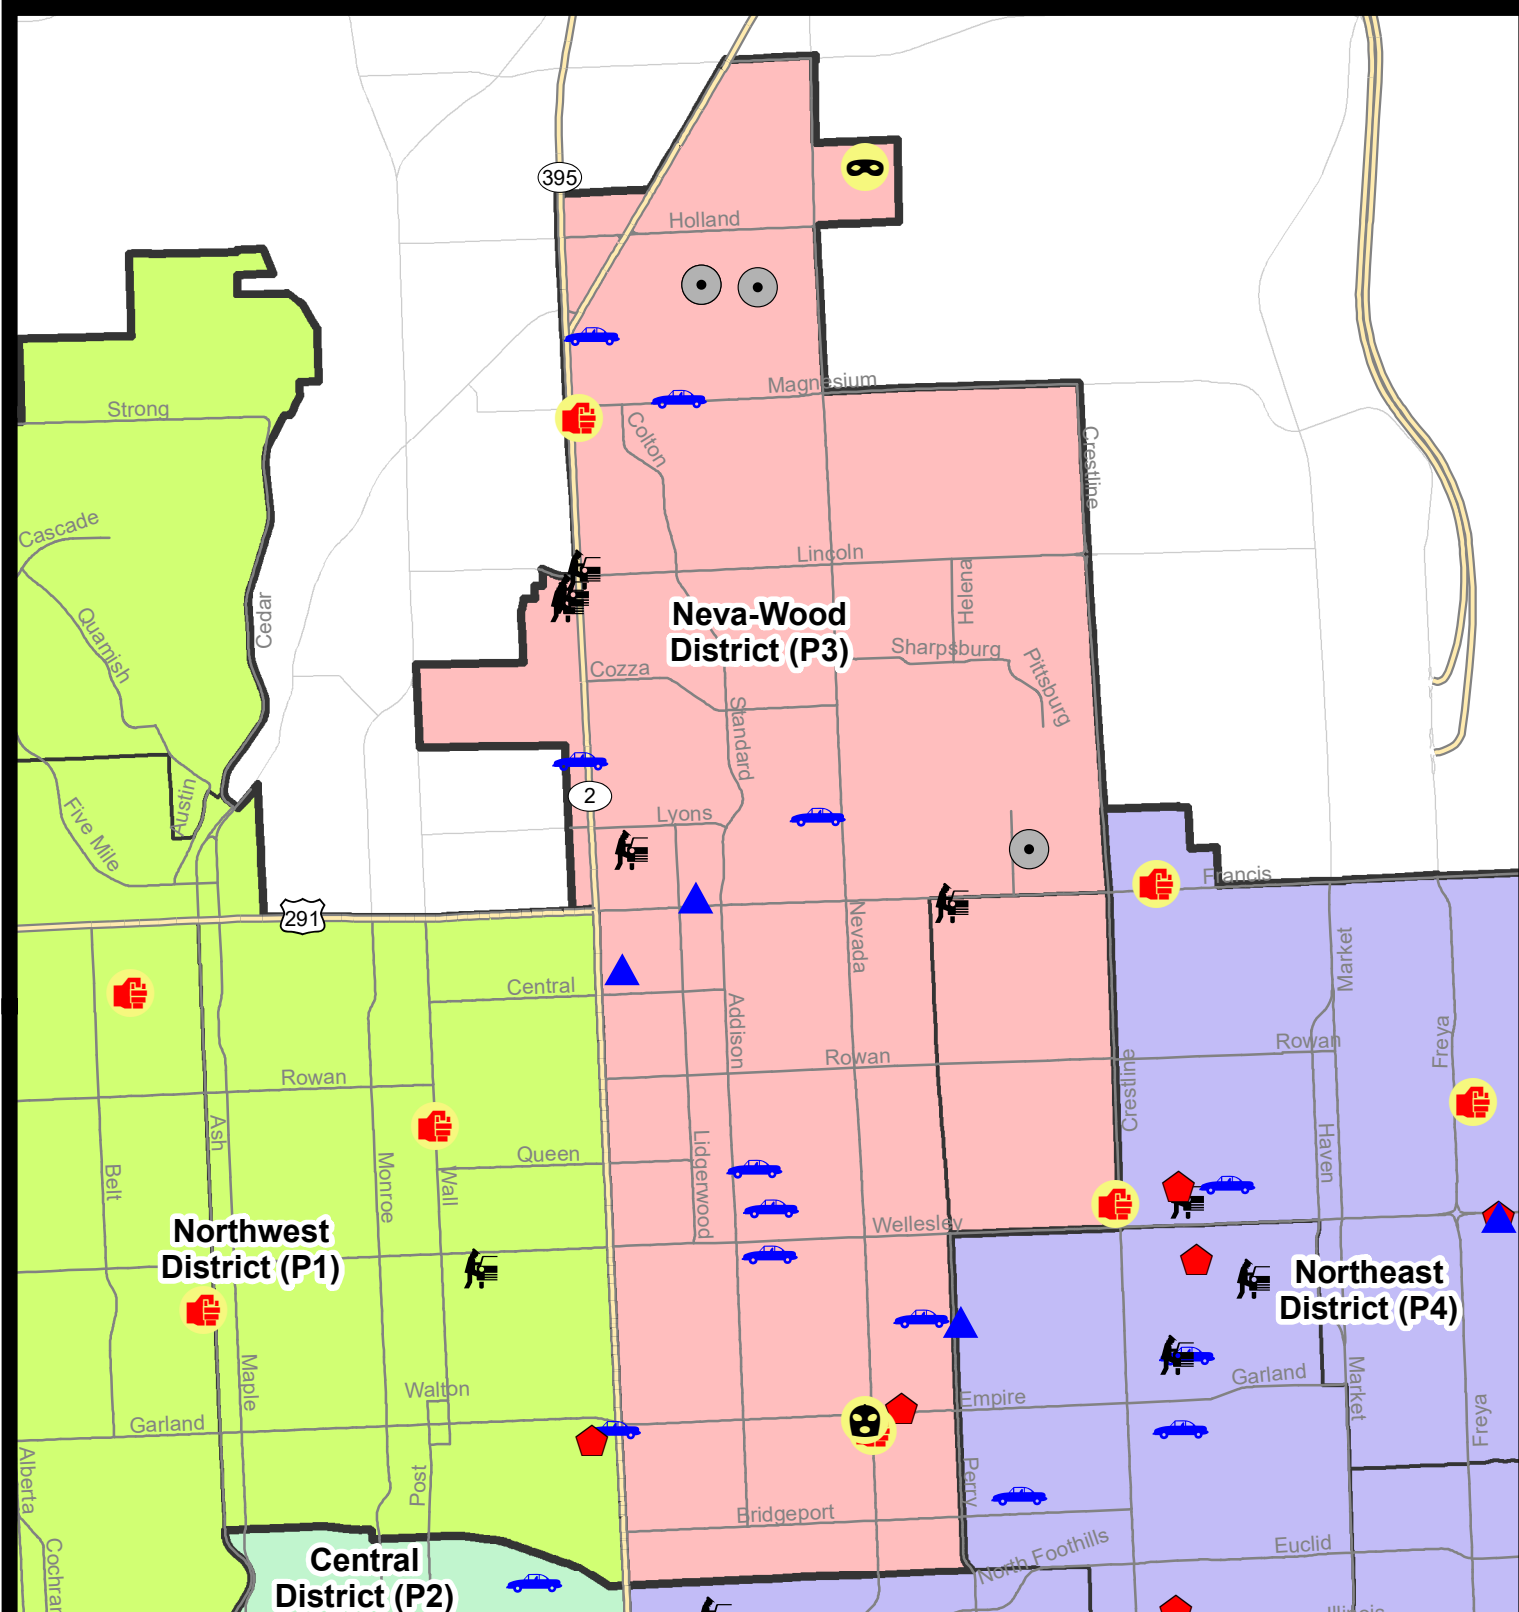 395
Holland
Magnesium
Strong
Colton
Crestline
Cascade
Lincoln
Helena
Cedar
Quamish
Neva-Wood
District (P3)
Sharpsburg
Pittsburg
Cozza
Standard
2
Austin
Five Mile
Lyons
Francis
291
Nevada
Market
Central
Addison
Freya
Rowan
Rowan
Rowan
Crestline
Ash
Haven
Belt
Monroe
Wall
Queen
Lidgerwood
Wellesley
Northwest
District (P1)
Northeast
District (P4)
Maple
Walton
Garland
Empire
Garland
Market
Freya
Alberta
Post
Perry
Bridgeport
North Foothills
Euclid
Cochran
Central
District (P2)